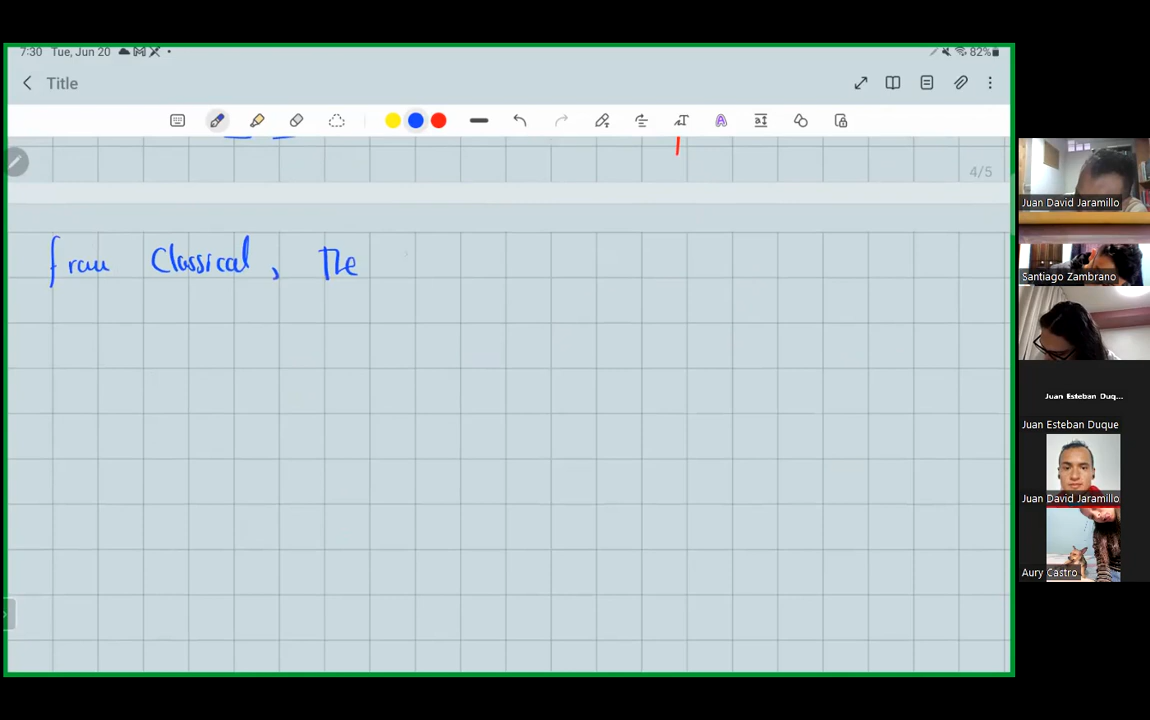 7:30 Tue, Jun 20 82%
Title
4/5
from Classical, The
Juan David Jaramillo
Santiago Zambrano
Juan Esteban Duq...
Juan Esteban Duque
Juan David Jaramillo
Aury Castro